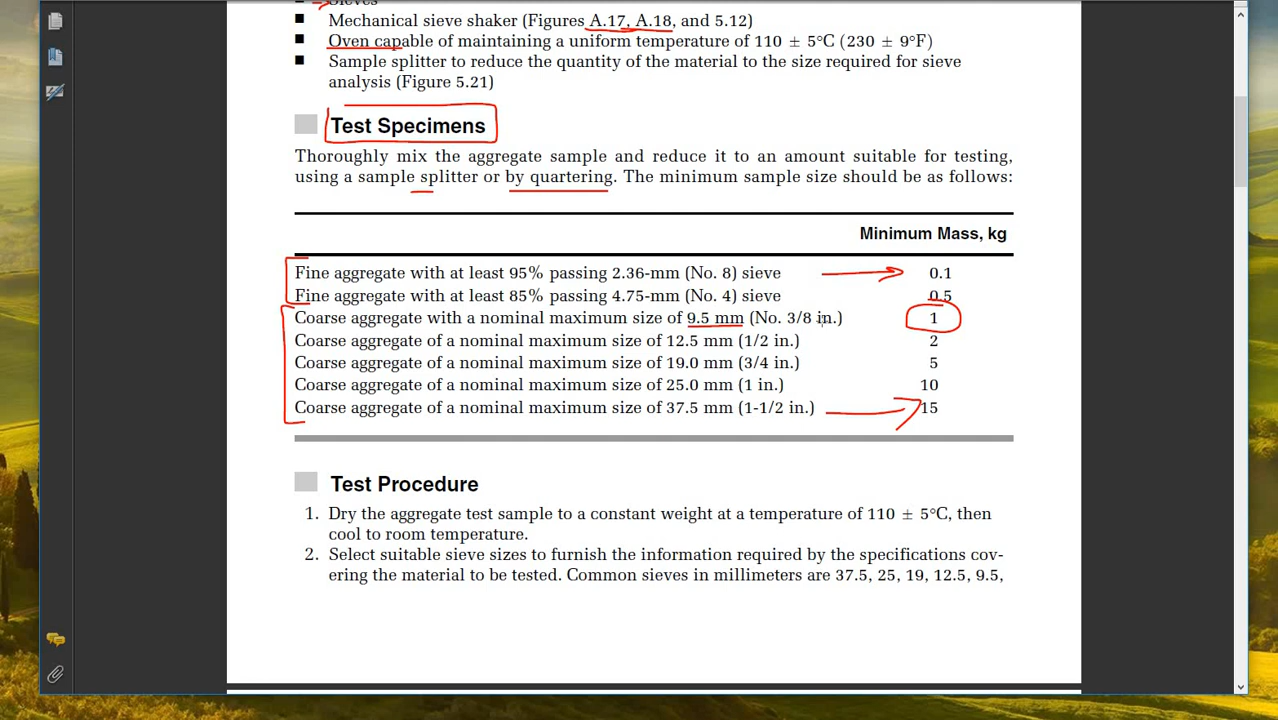 Sieves
Mechanical sieve shaker (Figures A.17, A.18, and 5.12)
Oven capable of maintaining a uniform temperature of 110 ± 5°C (230 ± 9°F)
Sample splitter to reduce the quantity of the material to the size required for sieve
analysis (Figure 5.21)
Test Specimens
Thoroughly mix the aggregate sample and reduce it to an amount suitable for testing,
using a sample splitter or by quartering. The minimum sample size should be as follows:
Minimum Mass, kg
Fine aggregate with at least 95% passing 2.36-mm (No. 8) sieve 0.1
Fine aggregate with at least 85% passing 4.75-mm (No. 4) sieve 0.5
Coarse aggregate with a nominal maximum size of 9.5 mm (No. 3/8 in.) 1
Coarse aggregate of a nominal maximum size of 12.5 mm (1/2 in.) 2
Coarse aggregate of a nominal maximum size of 19.0 mm (3/4 in.) 5
Coarse aggregate of a nominal maximum size of 25.0 mm (1 in.) 10
Coarse aggregate of a nominal maximum size of 37.5 mm (1-1/2 in.) 15
Test Procedure
1. Dry the aggregate test sample to a constant weight at a temperature of 110 ± 5°C, then
cool to room temperature.
2. Select suitable sieve sizes to furnish the information required by the specifications cov-
ering the material to be tested. Common sieves in millimeters are 37.5, 25, 19, 12.5, 9.5,